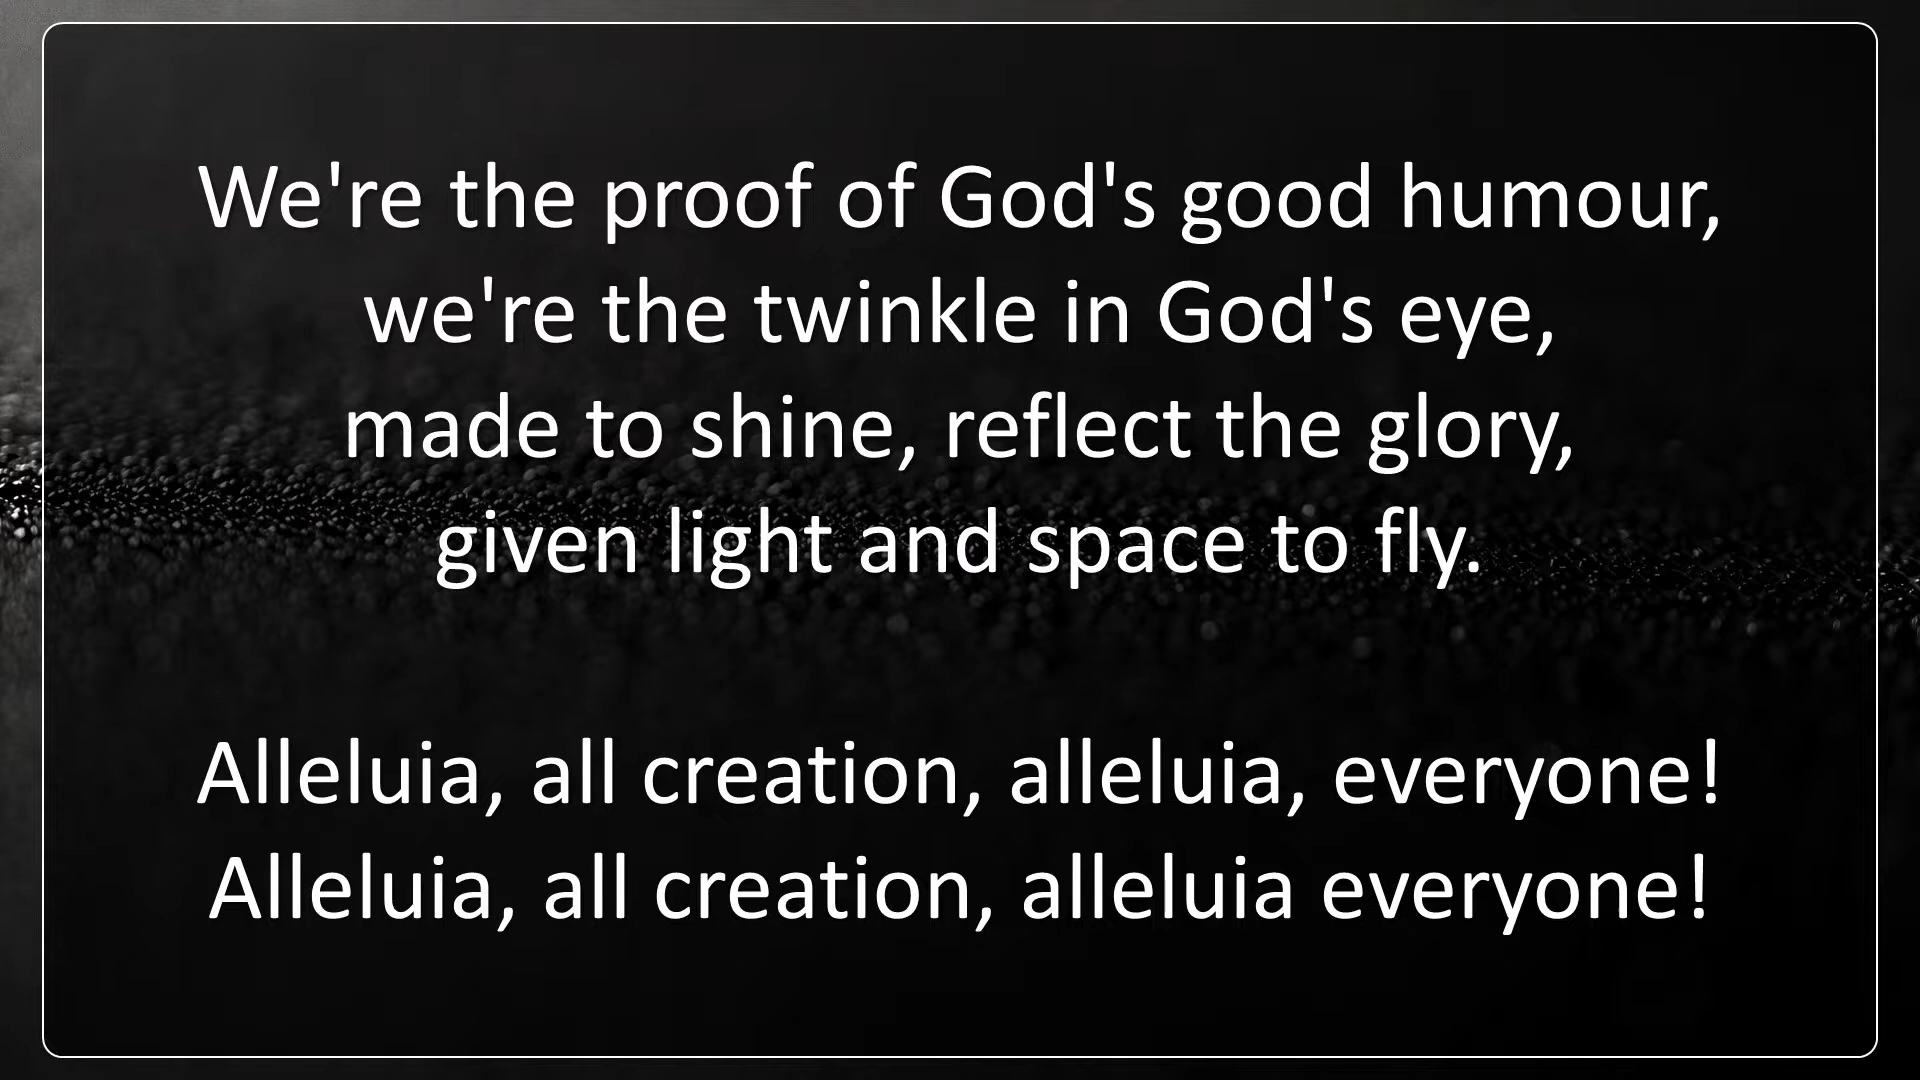 We're the proof of God's good humour,
we're the twinkle in God's eye,
made to shine, reflect the glory,
given light and space to fly.
Alleluia, all creation, alleluia, everyone!
Alleluia, all creation, alleluia everyone!